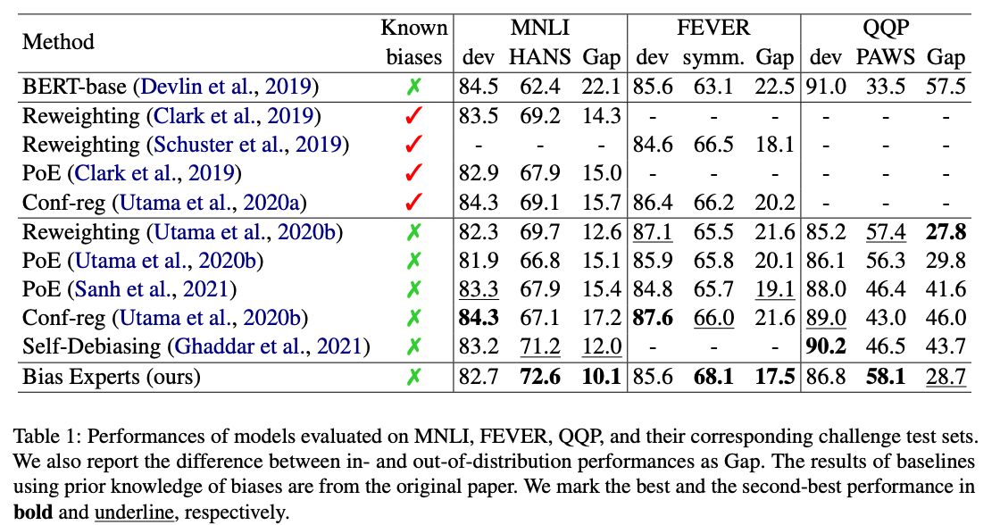 Method Known biases MNLI FEVER QQP
dev HANS Gap dev symm. Gap dev PAWS Gap
BERT-base (Devlin et al., 2019) ✗ 84.5 62.4 22.1 85.6 63.1 22.5 91.0 33.5 57.5
Reweighting (Clark et al., 2019) ✓ 83.5 69.2 14.3 - - - - - -
Reweighting (Schuster et al., 2019) ✓ - - - 84.6 66.5 18.1 - - -
PoE (Clark et al., 2019) ✓ 82.9 67.9 15.0 - - - - - -
Conf-reg (Utama et al., 2020a) ✓ 84.3 69.1 15.7 86.4 66.2 20.2 - - -
Reweighting (Utama et al., 2020b) ✗ 82.3 69.7 12.6 87.1 65.5 21.6 85.2 57.4 27.8
PoE (Utama et al., 2020b) ✗ 81.9 66.8 15.1 85.9 65.8 20.1 86.1 56.3 29.8
PoE (Sanh et al., 2021) ✗ 83.3 67.9 15.4 84.8 65.7 19.1 88.0 46.4 41.6
Conf-reg (Utama et al., 2020b) ✗ 84.3 67.1 17.2 87.6 66.0 21.6 89.0 43.0 46.0
Self-Debiasing (Ghaddar et al., 2021) ✗ 83.2 71.2 12.0 - - - 90.2 46.5 43.7
Bias Experts (ours) ✗ 82.7 72.6 10.1 85.6 68.1 17.5 86.8 58.1 28.7
Table 1: Performances of models evaluated on MNLI, FEVER, QQP, and their corresponding challenge test sets.
We also report the difference between in- and out-of-distribution performances as Gap. The results of baselines
using prior knowledge of biases are from the original paper. We mark the best and the second-best performance in
bold and underline, respectively.